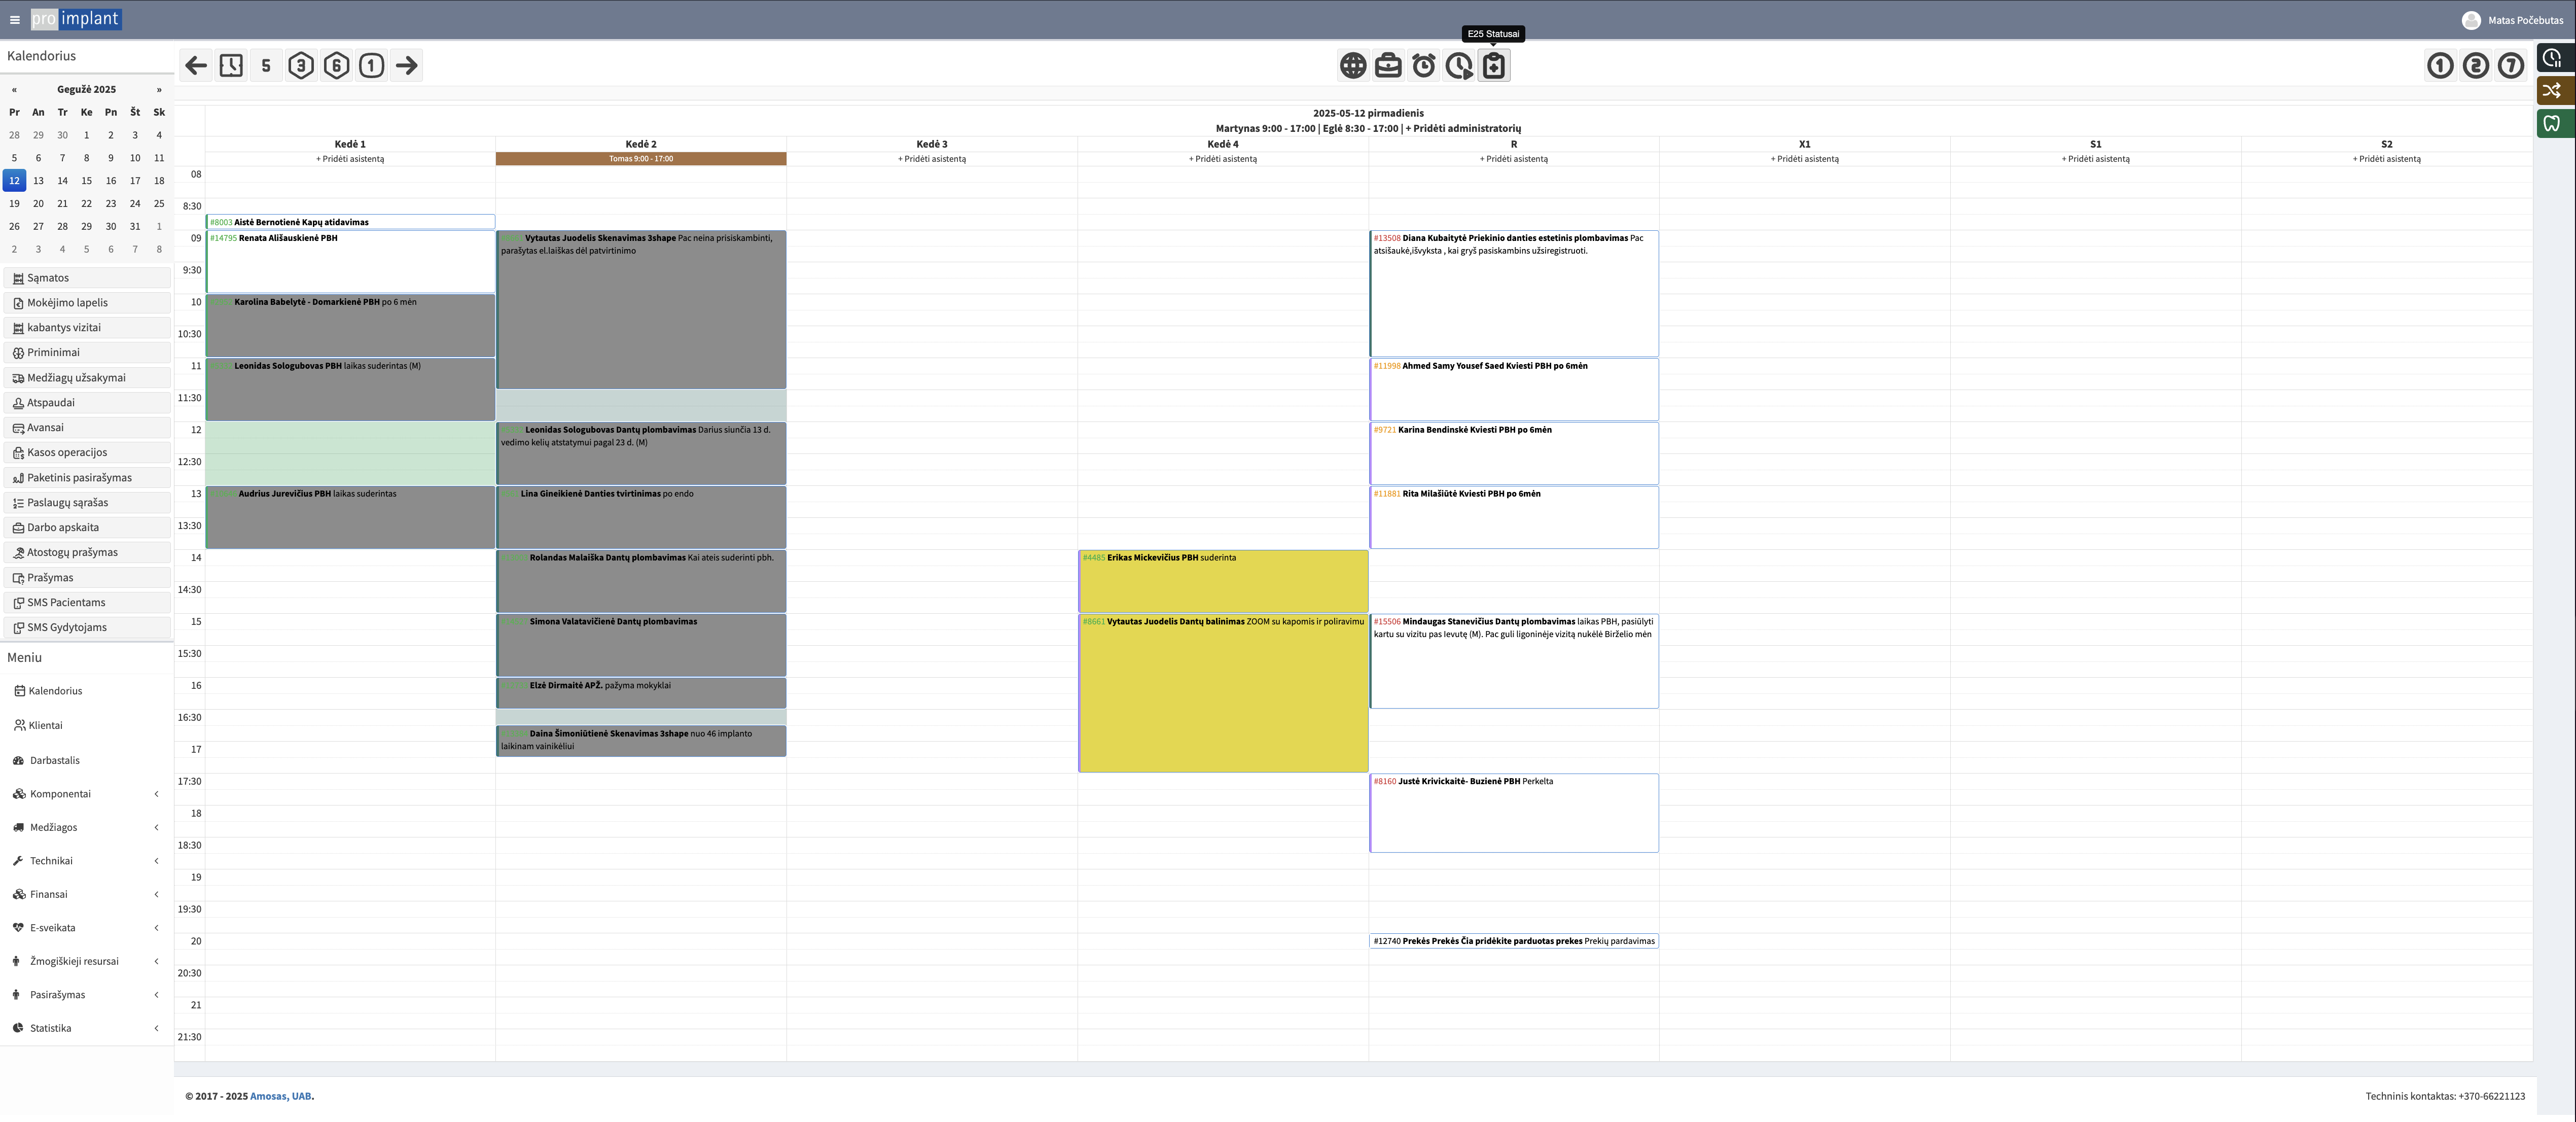 pro implant
Matas Počebutas
E25 Statusai
Kalendorius
5
3
6
1
1
2
7
« Gegužė 2025 »
Pr An Tr Ke Pn Št Sk
28 29 30 1 2 3 4
5 6 7 8 9 10 11
12 13 14 15 16 17 18
19 20 21 22 23 24 25
26 27 28 29 30 31 1
2 3 4 5 6 7 8
Sąmatos
Mokėjimo lapelis
kabantys vizitai
Priminimai
Medžiagų užsakymai
Atspaudai
Avansai
Kasos operacijos
Paketinis pasirašymas
Paslaugų sąrašas
Darbo apskaita
Atostogų prašymas
Prašymas
SMS Pacientams
SMS Gydytojams
Meniu
Kalendorius
Klientai
Darbastalis
Komponentai
Medžiagos
Technikai
Finansai
E-sveikata
Žmogiškieji resursai
Pasirašymas
Statistika
2025-05-12 pirmadienis
Martynas 9:00 - 17:00 | Eglė 8:30 - 17:00 | + Pridėti administratorių
Kedė 1 Kedė 2 Kedė 3 Kedė 4 R X1 S1 S2
+ Pridėti asistentą Tomas 9:00 - 17:00 + Pridėti asistentą + Pridėti asistentą + Pridėti asistentą + Pridėti asistentą + Pridėti asistentą + Pridėti asistentą
08
8:30
09
9:30
10
10:30
11
11:30
12
12:30
13
13:30
14
14:30
15
15:30
16
16:30
17
17:30
18
18:30
19
19:30
20
20:30
21
21:30
#8003 Aistė Bernotienė Kapų atidavimas
#14795 Renata Ališauskienė PBH
Karolina Babelytė - Domarkienė PBH po 6 mėn
Leonidas Sologubovas PBH laikas suderintas (M)
Audrius Jurevičius PBH laikas suderintas
Vytautas Juodelis Skenavimas 3shape Pac neina prisiskambinti,
parašytas el.laiškas dėl patvirtinimo
Leonidas Sologubovas Dantų plombavimas Darius siunčia 13 d.
vedimo kelių atstatymui pagal 23 d. (M)
Lina Gineikienė Danties tvirtinimas po endo
Rolandas Malaiška Dantų plombavimas Kai ateis suderinti pbh.
Simona Valatavičienė Dantų plombavimas
Elzė Dirmaitė APŽ. pažyma mokyklai
Daina Šimoniūtienė Skenavimas 3shape nuo 46 implanto
laikinam vainikėliui
#4485 Erikas Mickevičius PBH suderinta
#8661 Vytautas Juodelis Dantų balinimas ZOOM su kapomis ir poliravimu
#13508 Diana Kubaitytė Priekinio danties estetinis plombavimas Pac
atsišaukė,išvyksta , kai gryš pasiskambins užsiregistruoti.
#11998 Ahmed Samy Yousef Saed Kviesti PBH po 6mėn
#9721 Karina Bendinskė Kviesti PBH po 6mėn
#11881 Rita Milašiūtė Kviesti PBH po 6mėn
#15506 Mindaugas Stanevičius Dantų plombavimas laikas PBH, pasiūlyti
kartu su vizitu pas Ievutę (M). Pac guli ligoninėje vizitą nukėlė Birželio mėn
#8160 Justė Krivickaitė- Buzienė PBH Perkelta
#12740 Prekės Prekės Čia pridėkite parduotas prekes Prekių pardavimas
© 2017 - 2025 Amosas, UAB.
Techninis kontaktas: +370-66221123